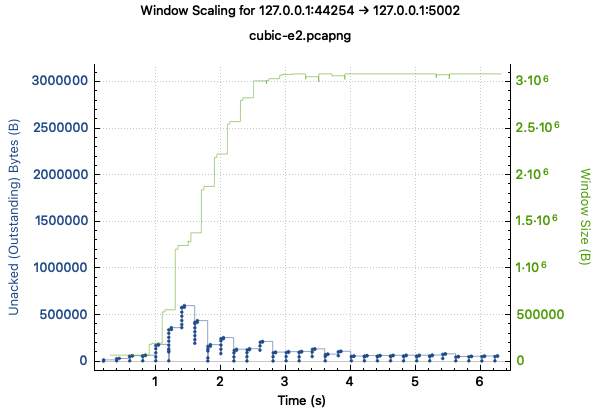 Window Scaling for 127.0.0.1:44254 → 127.0.0.1:5002
cubic-e2.pcapng
Unacked (Outstanding) Bytes (B)
3000000
2500000
2000000
1500000
1000000
500000
0
3·10⁶
2.5·10⁶
2·10⁶
1.5·10⁶
1·10⁶
500000
0
Window Size (B)
1 2 3 4 5 6
Time (s)